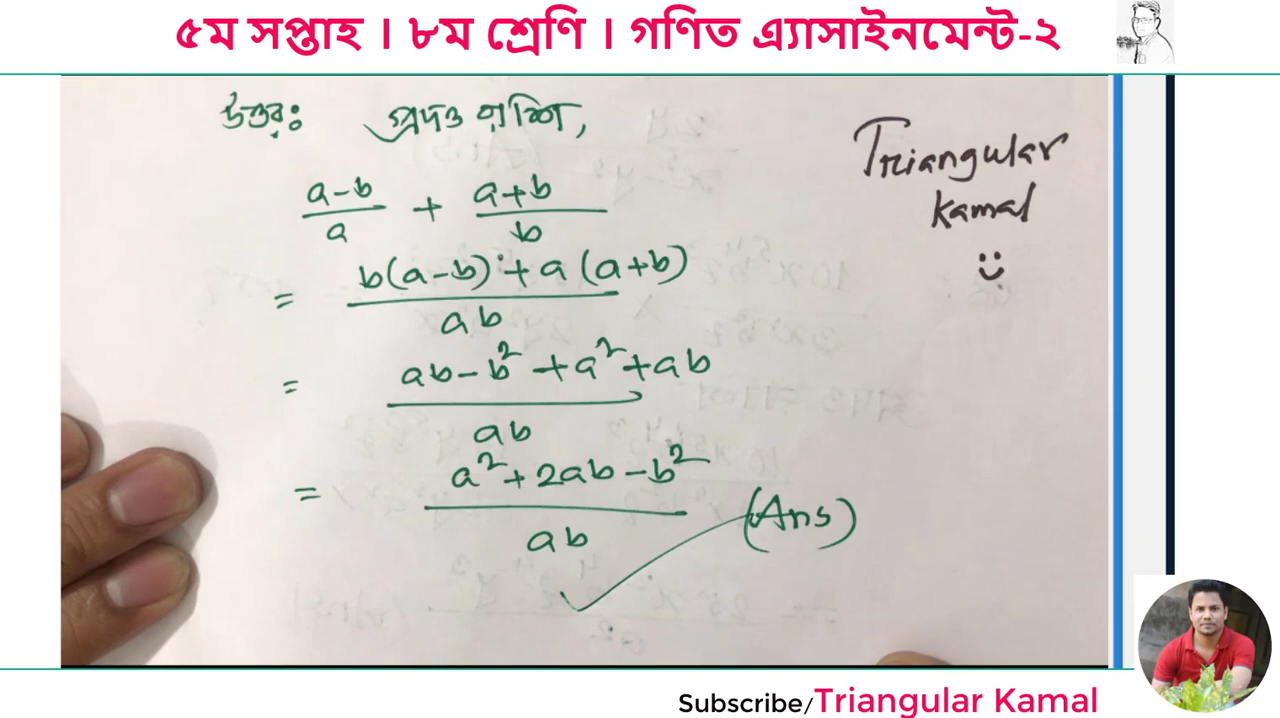 ৫ম সপ্তাহ । ৮ম শ্রেণি । গণিত এ্যাসাইনমেন্ট-২
উত্তর: প্রদত্ত রাশি,
Triangular
kamal
a-b/a + a+b/b
= b(a-b) + a(a+b)/ab
= ab-b²+a²+ab/ab
= a²+2ab-b²/ab (Ans)
Subscribe/Triangular Kamal